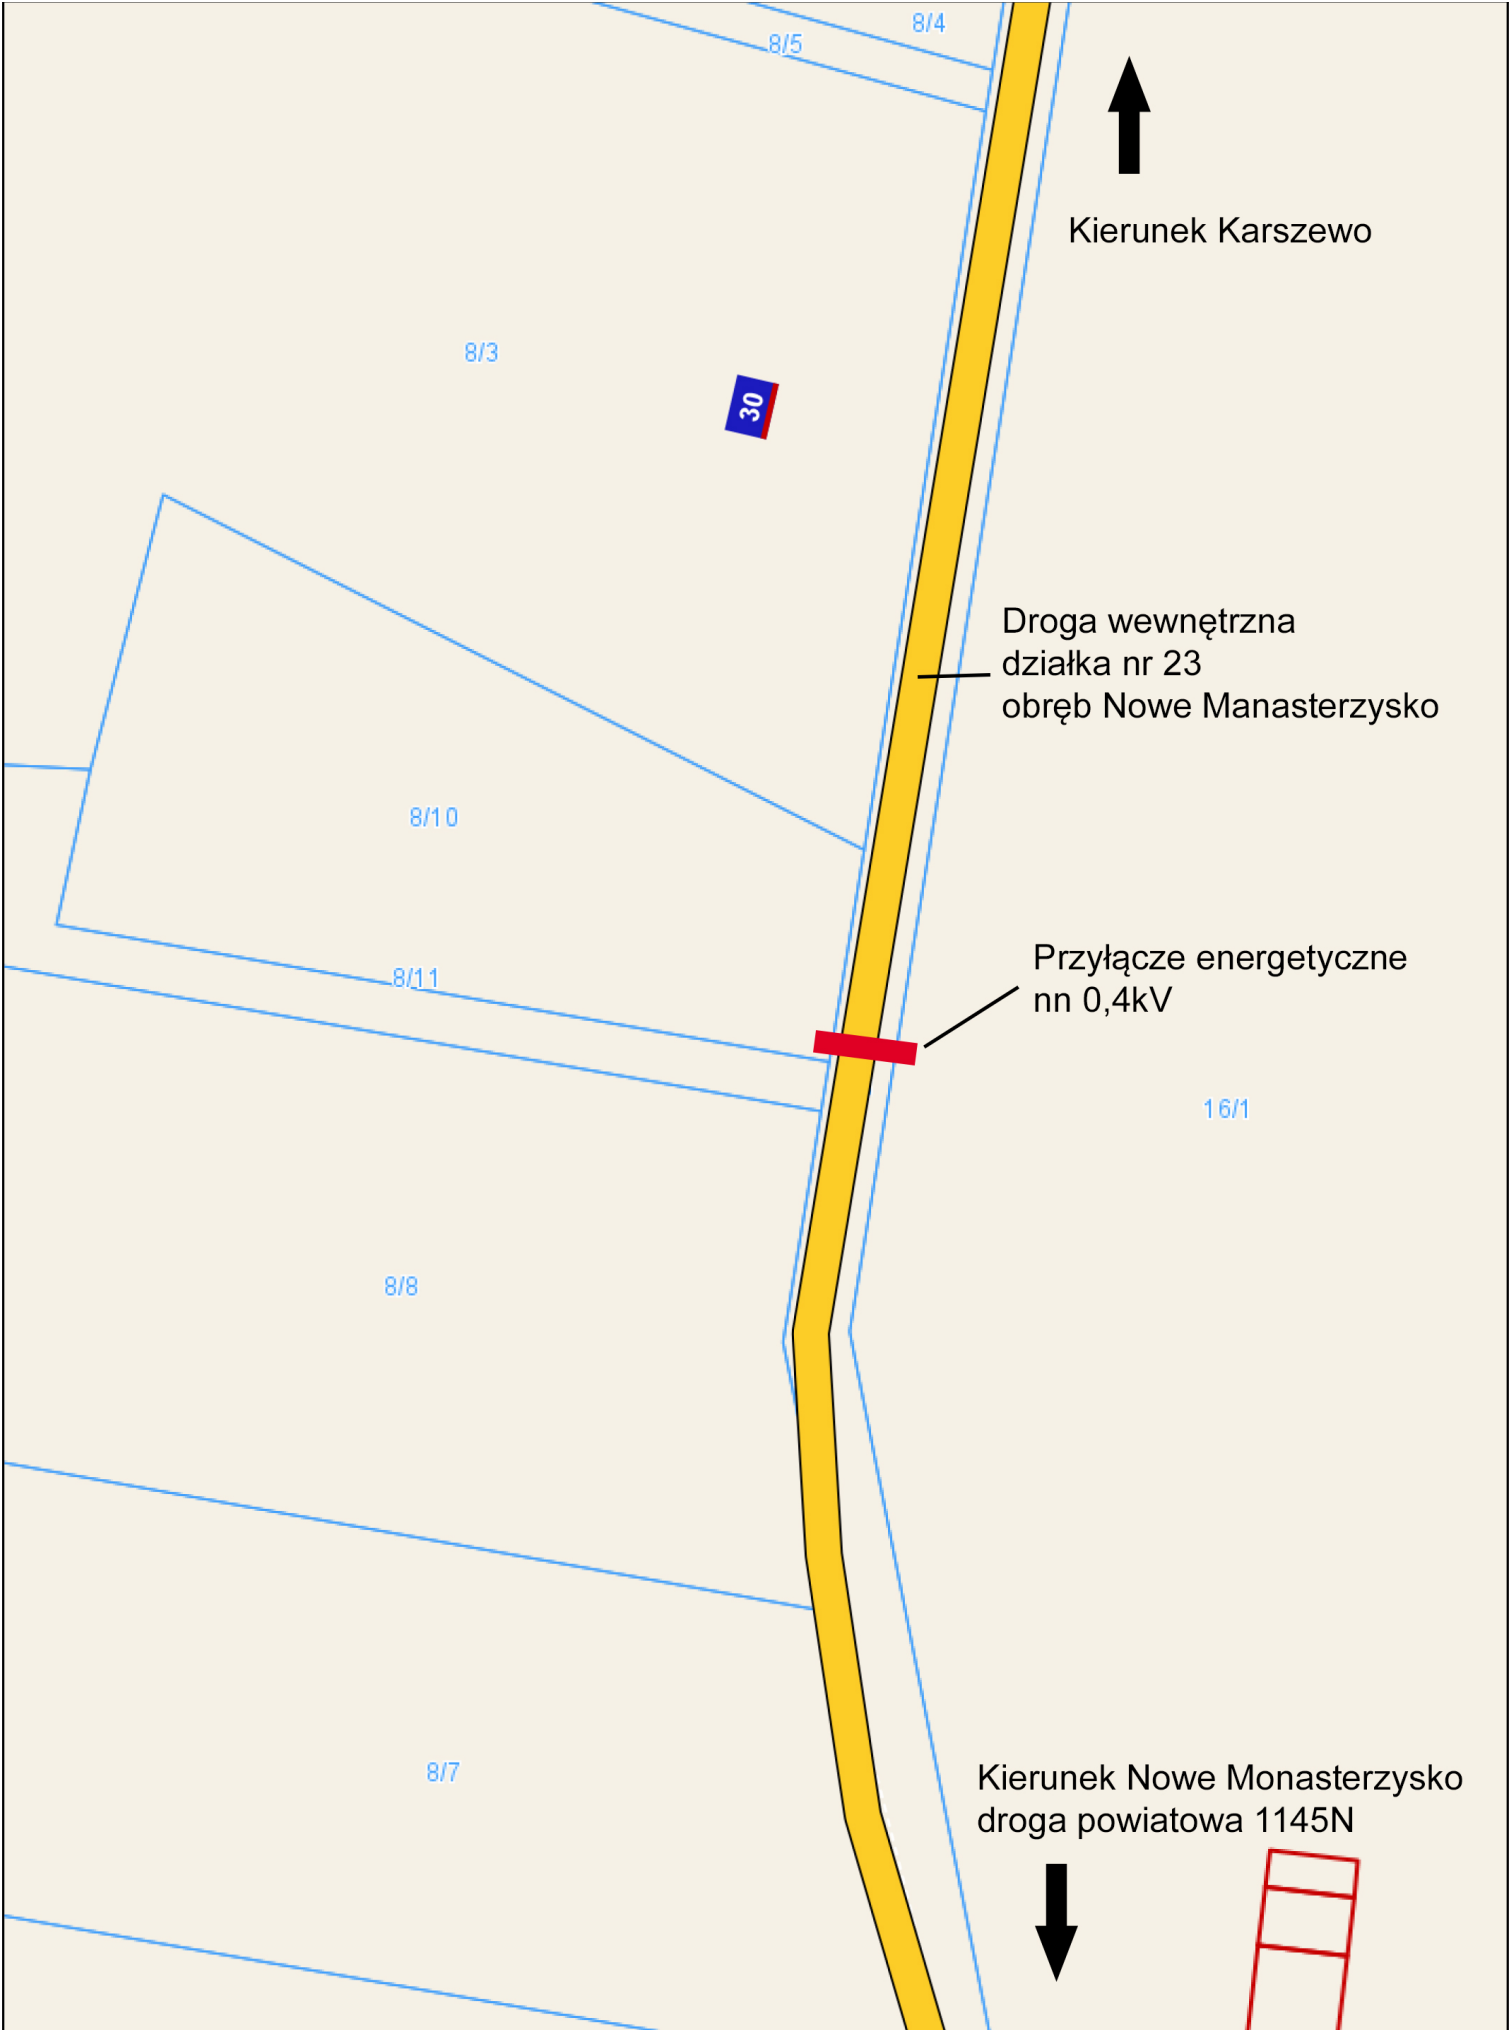 8/4
8/5
Kierunek Karszewo
8/3
30
Droga wewnętrzna
działka nr 23
obręb Nowe Manasterzysko
8/10
Przyłącze energetyczne
nn 0,4kV
8/11
16/1
8/8
8/7
Kierunek Nowe Monasterzysko
droga powiatowa 1145N